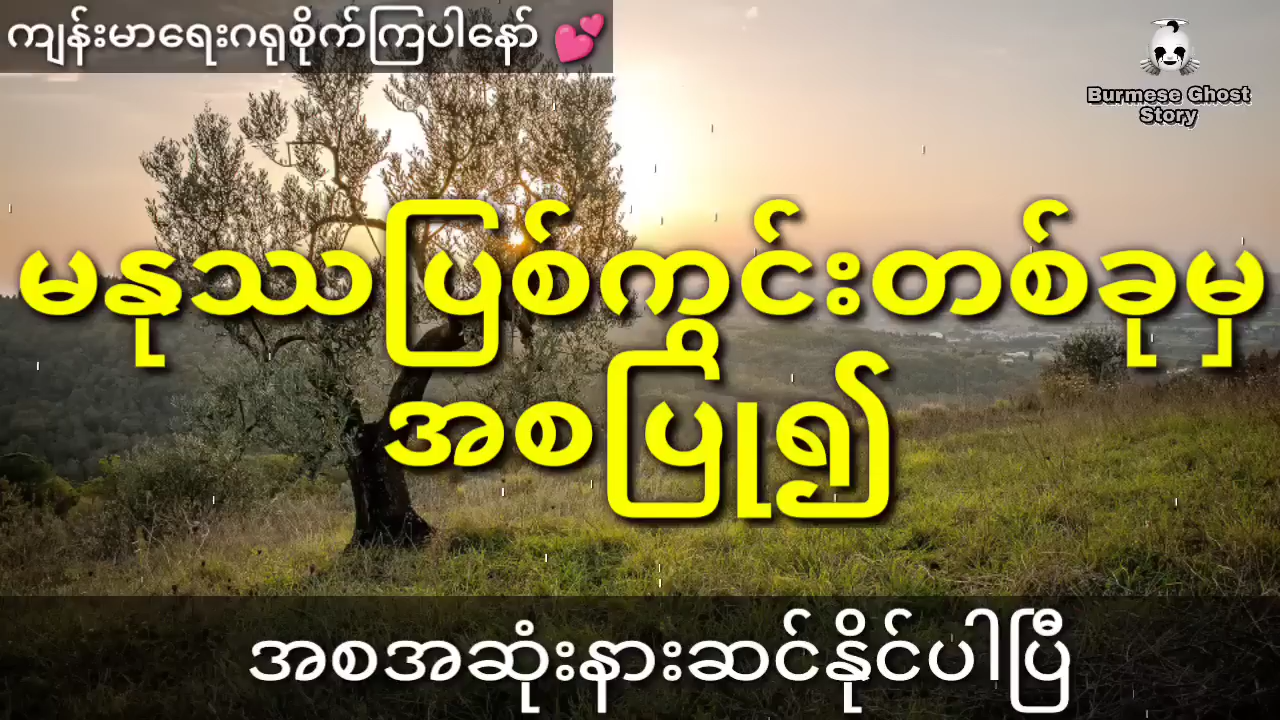 ကျန်းမာရေးဂရုစိုက်ကြပါနော် 💕
Burmese Ghost
Story
မနုဿပြစ်ကွင်းတစ်ခုမှ
အစပြု၍
အစအဆုံးနားဆင်နိုင်ပါပြီ